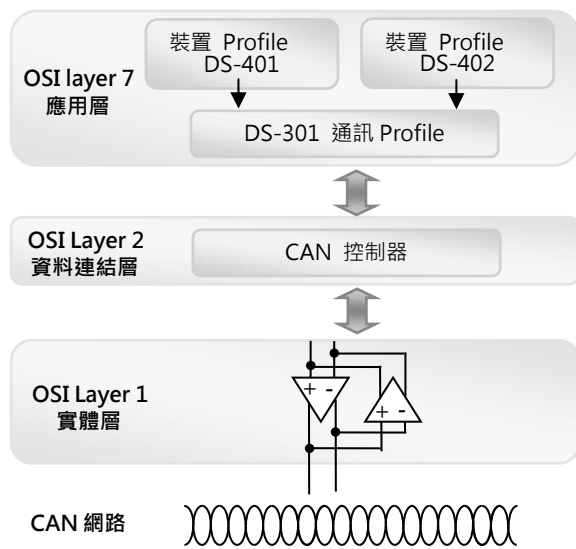 裝置 Profile
DS-401
裝置 Profile
DS-402
OSI layer 7
應用層
DS-301 通訊 Profile
OSI Layer 2
資料連結層
CAN 控制器
OSI Layer 1
實體層
+ -
+ -
CAN 網路